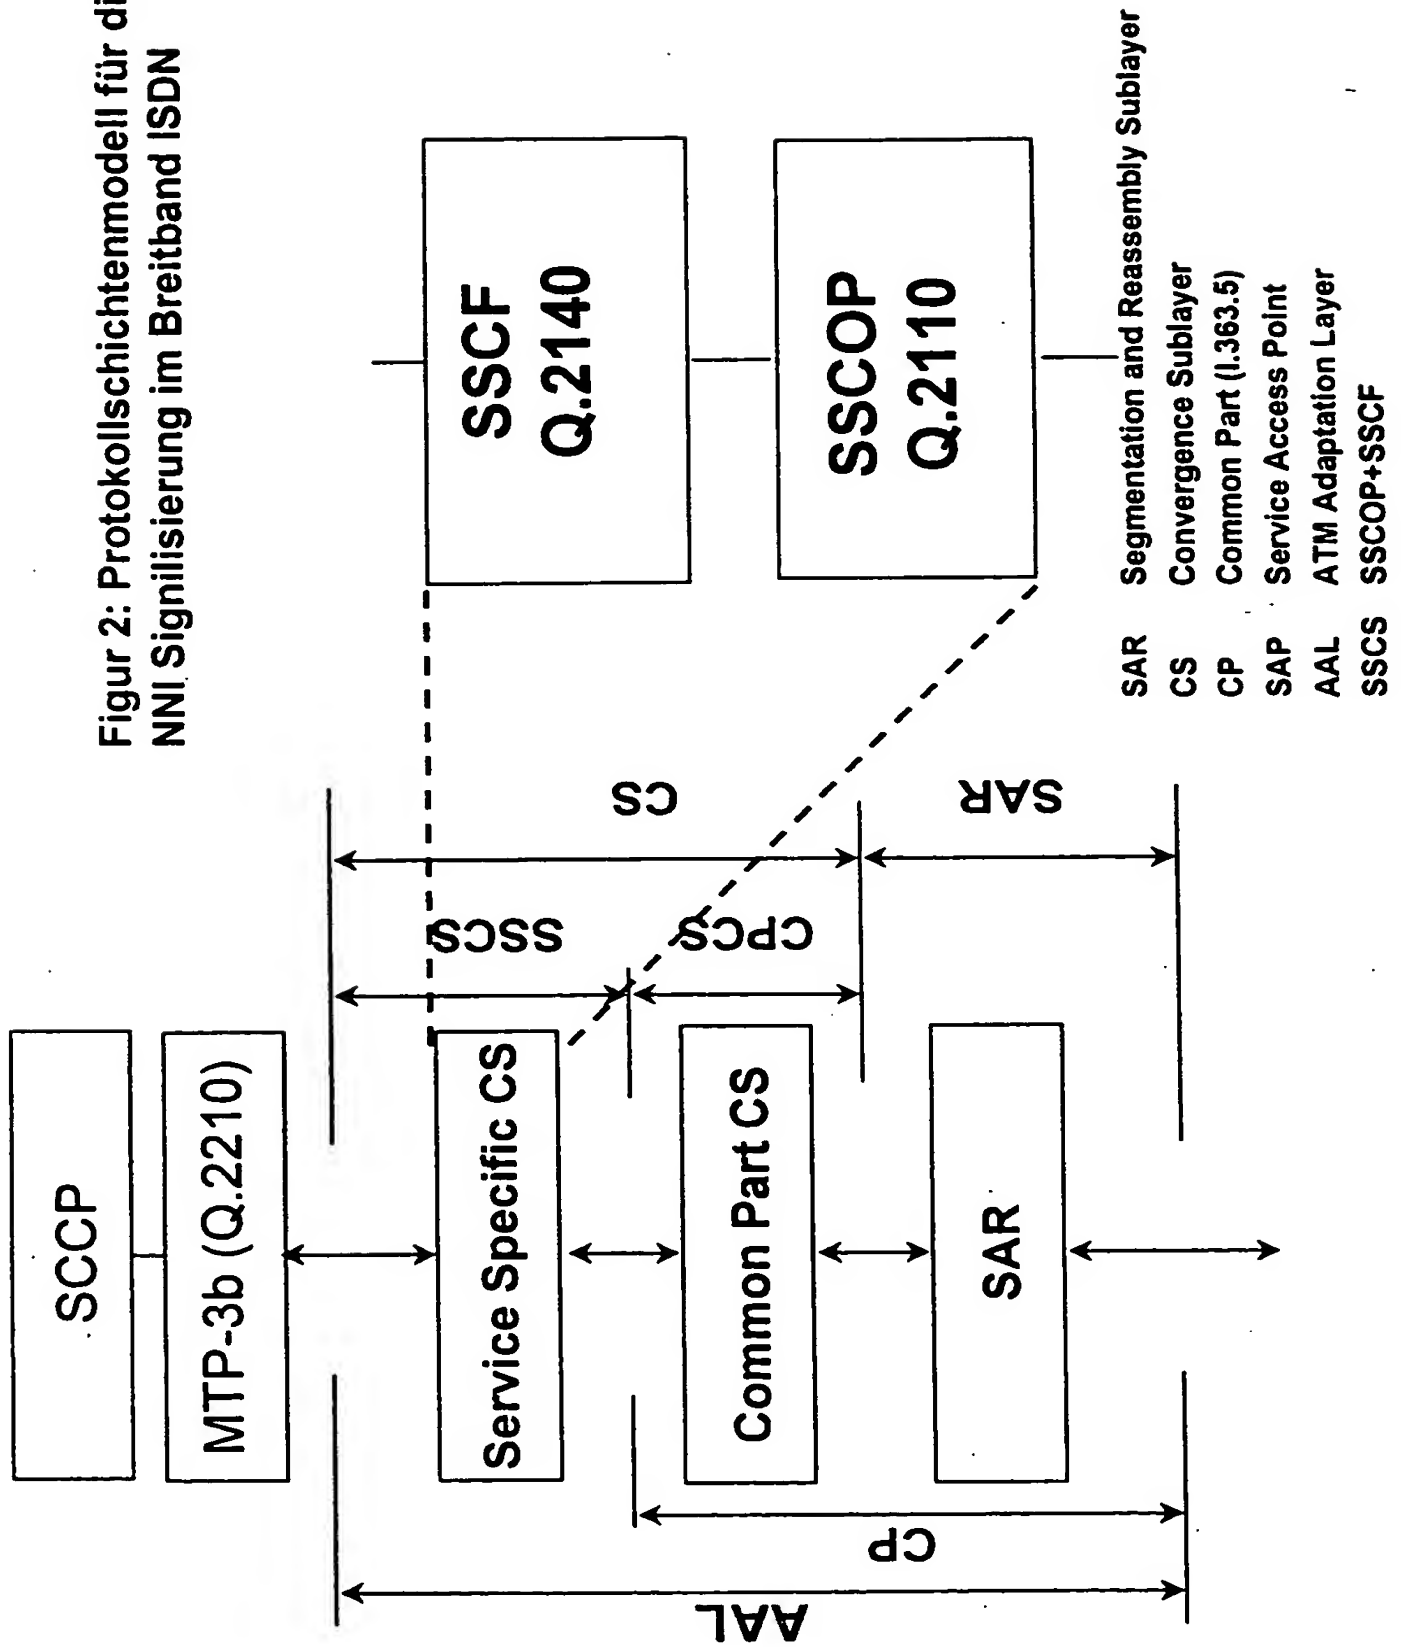 Figur 2: Protokollschichtenmodell für di
NNI Signilisierung im Breitband ISDN
SCCP
MTP-3b (Q.2210)
Service Specific CS
Common Part CS
SAR
AAL
CP
SSCS
CPCS
CS
SAR
SSCF
Q.2140
SSCOP
Q.2110
SAR Segmentation and Reassembly Sublayer
CS Convergence Sublayer
CP Common Part (I.363.5)
SAP Service Access Point
AAL ATM Adaptation Layer
SSCS SSCOP+SSCF